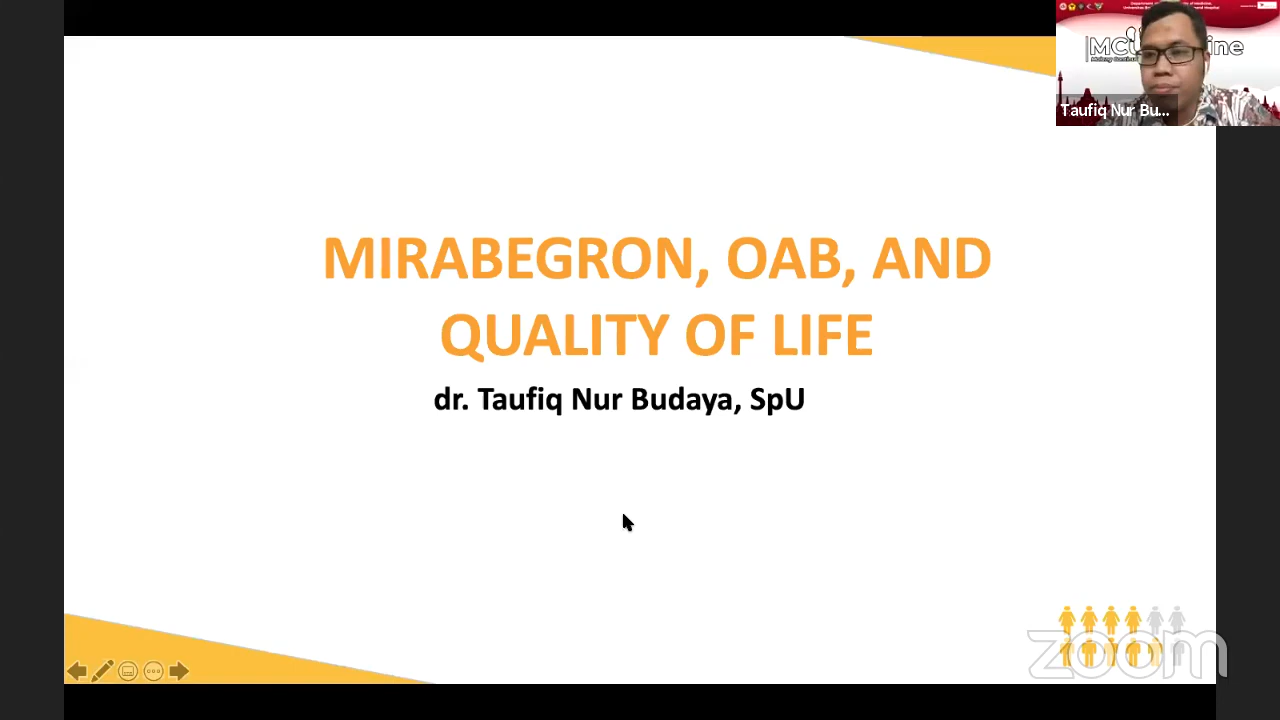 MIRABEGRON, OAB, AND
QUALITY OF LIFE
dr. Taufiq Nur Budaya, SpU
Taufiq Nur Bu...
zoom